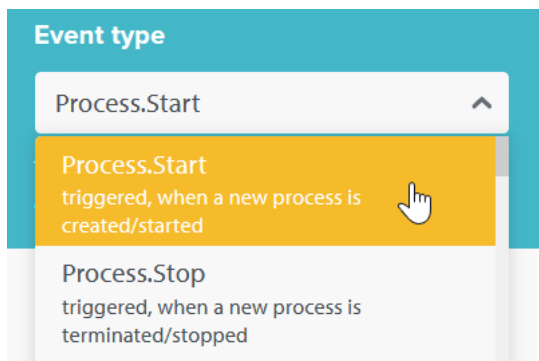 Event type
Process.Start
Process.Start
triggered, when a new process is
created/started
Process.Stop
triggered, when a new process is
terminated/stopped